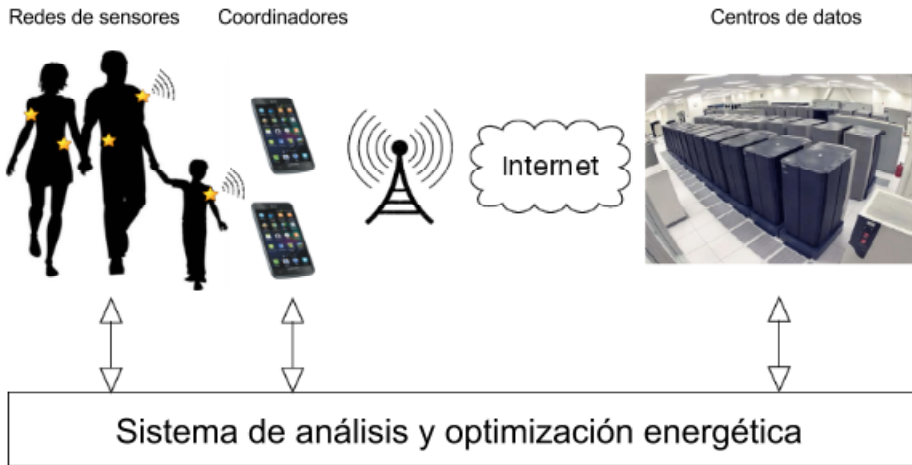 Redes de sensores
Coordinadores
Centros de datos
Internet
Sistema de análisis y optimización energética